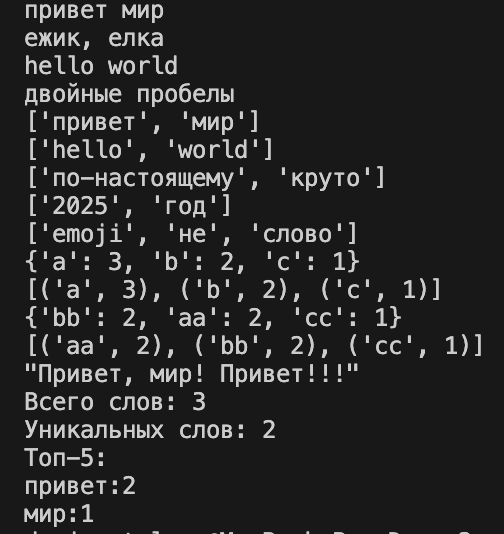 привет мир
ежик, елка
hello world
двойные пробелы
['привет', 'мир']
['hello', 'world']
['по-настоящему', 'круто']
['2025', 'год']
['emoji', 'не', 'слово']
{'a': 3, 'b': 2, 'c': 1}
[('a', 3), ('b', 2), ('c', 1)]
{'bb': 2, 'aa': 2, 'cc': 1}
[('aa', 2), ('bb', 2), ('cc', 1)]
"Привет, мир! Привет!!!"
Всего слов: 3
Уникальных слов: 2
Топ-5:
привет:2
мир:1